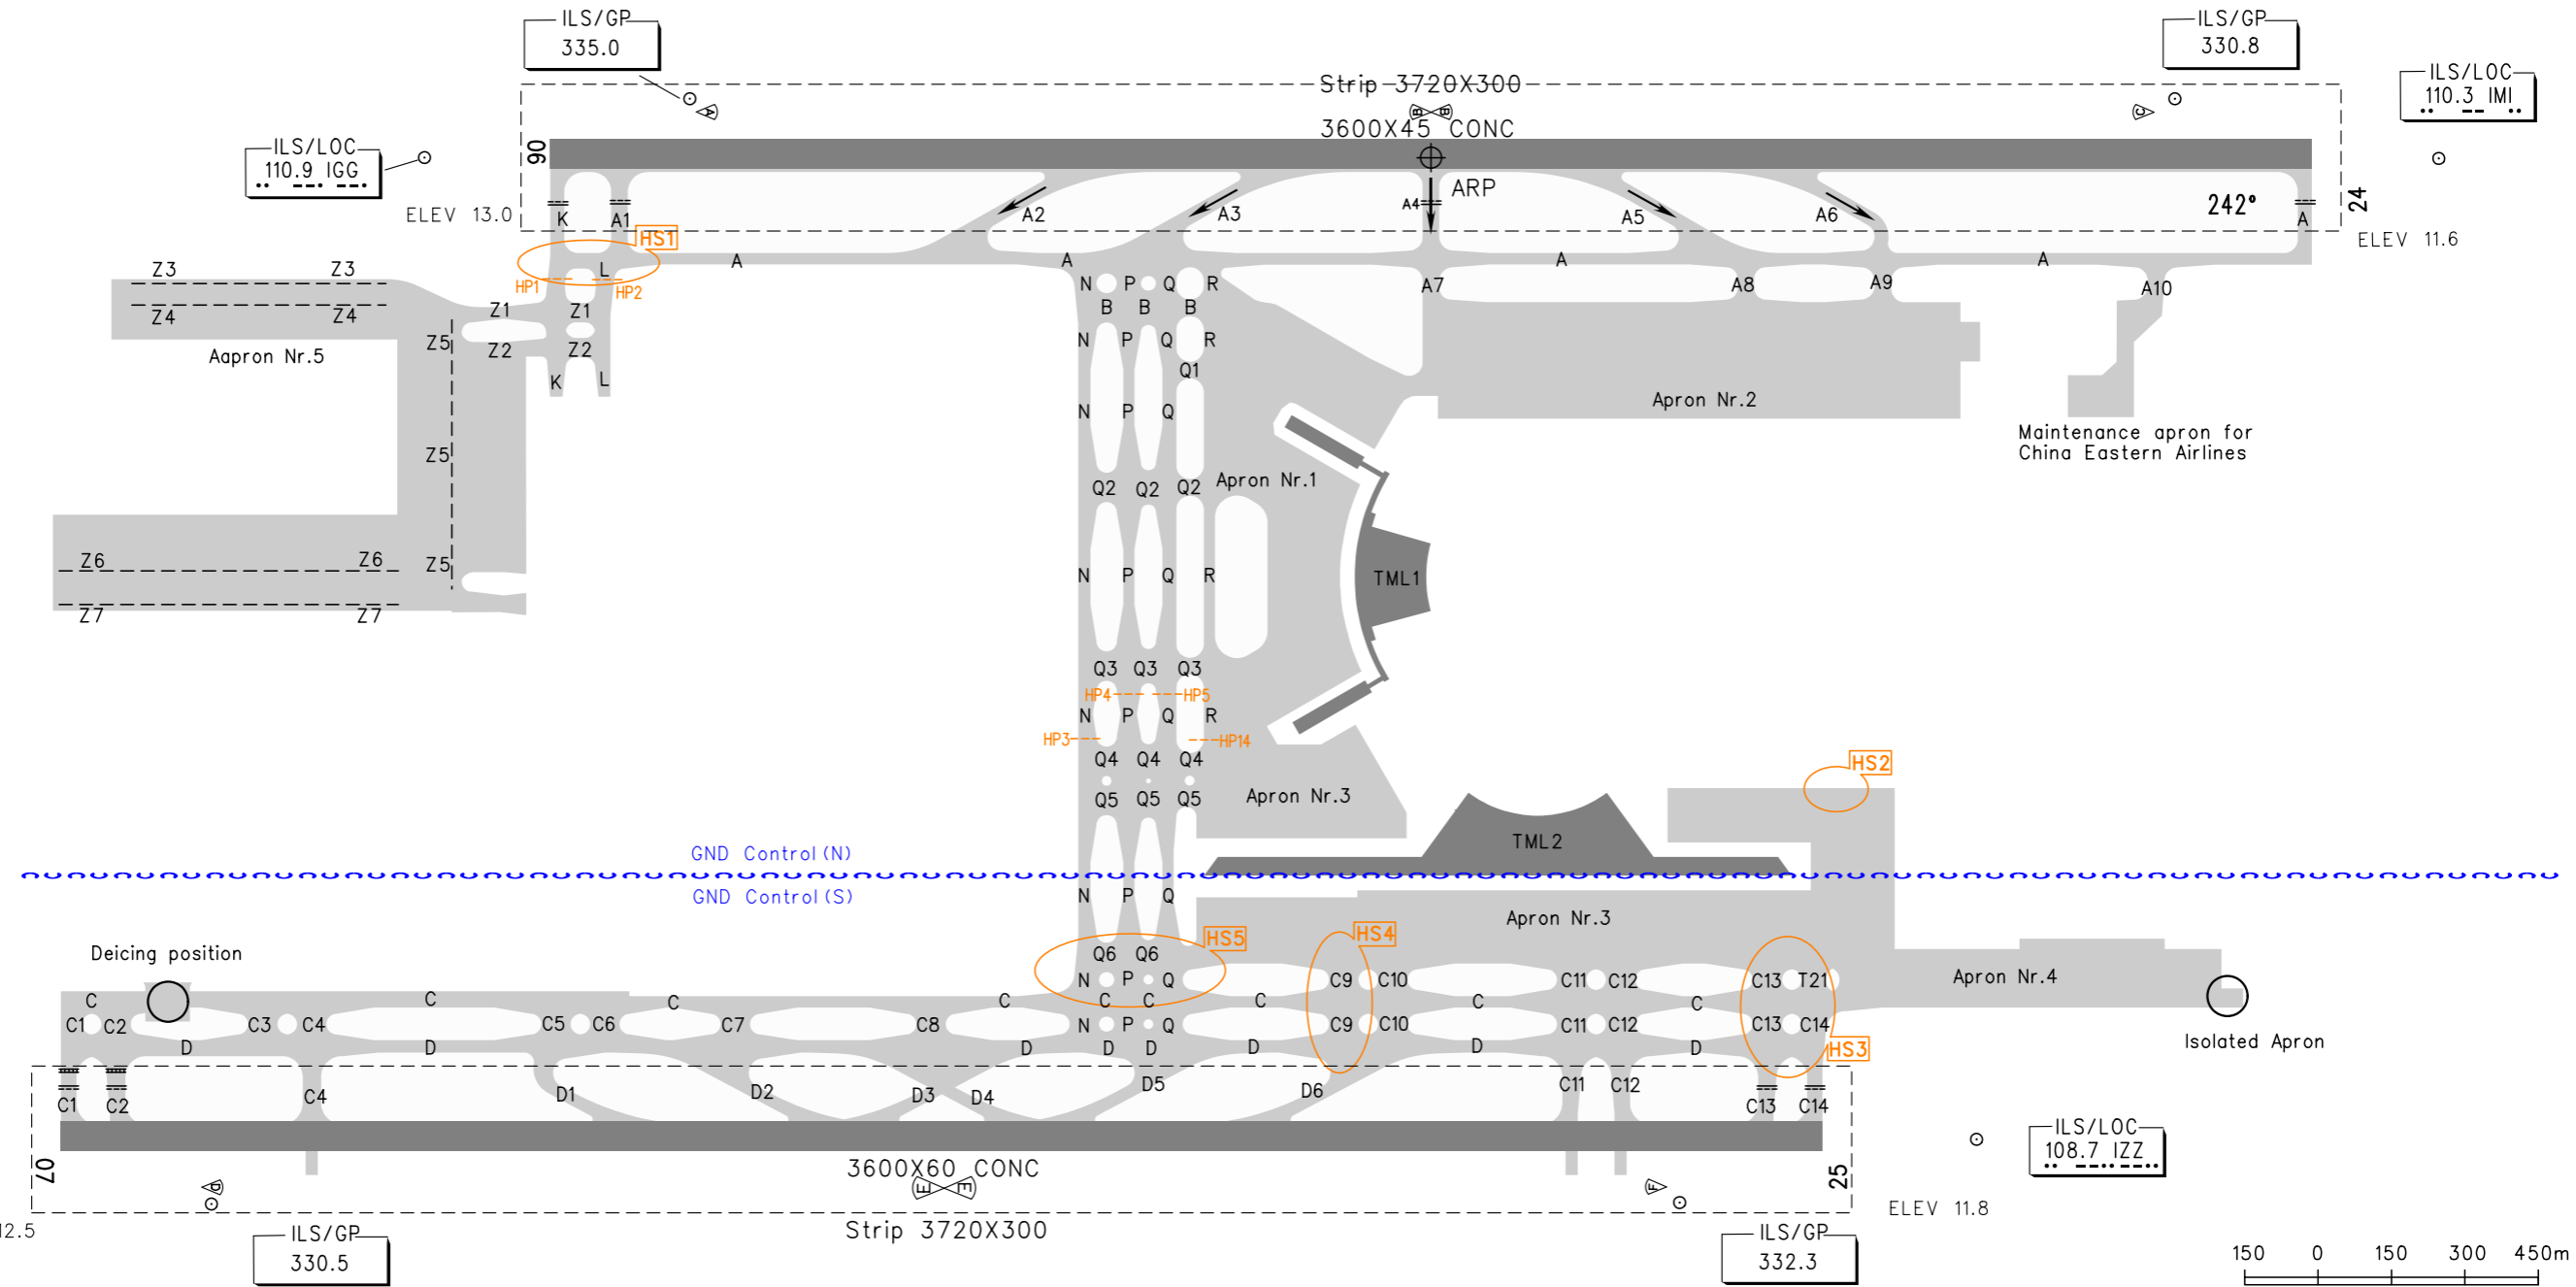 ILS/GP
335.0
ILS/GP
330.8
ILS/LOC
110.3 IMI
Strip 3720X300
3600X45 CONC
ILS/LOC
110.9 IGG
06
A
B B
C
ARP
24
242°
ELEV 13.0
ELEV 11.6
K A1 A2 A3 A4 A5 A6 A
HS1
L A A A A
HP1 HP2
Z3 Z3
Z4 Z4
Z1 Z1
Z2 Z2
Z5
K L
Aapron Nr.5
N P Q R A7 A8 A9 A10
B B B
N P Q R
Q1
N P Q
Apron Nr.2
Maintenance apron for
China Eastern Airlines
Z5
Q2 Q2 Q2
Apron Nr.1
Z6 Z6
Z5
N P Q R
TML1
Z7 Z7
Q3 Q3 Q3
HP4 HP5
N P Q R
HP3 HP14
Q4 Q4 Q4
Q5 Q5 Q5
Apron Nr.3
HS2
TML2
GND Control(N)
GND Control(S)
N P Q
Apron Nr.3
HS5
HS4
Deicing position
Q6 Q6
N P Q C9 C10 C11 C12 C13 T21
Apron Nr.4
C C C C C C C C C
C1 C2 C3 C4 C5 C6 C7 C8 N P Q C9 C10 C11 C12 C13 C14
Isolated Apron
D D D D D D D D
HS3
C1 C2 C4 D1 D2 D3 D4 D5 D6 C11 C12 C13 C14
07
3600X60 CONC
25
D
E E
F
ILS/LOC
108.7 IZZ
ELEV 11.8
12.5
Strip 3720X300
ILS/GP
330.5
ILS/GP
332.3
150 0 150 300 450m